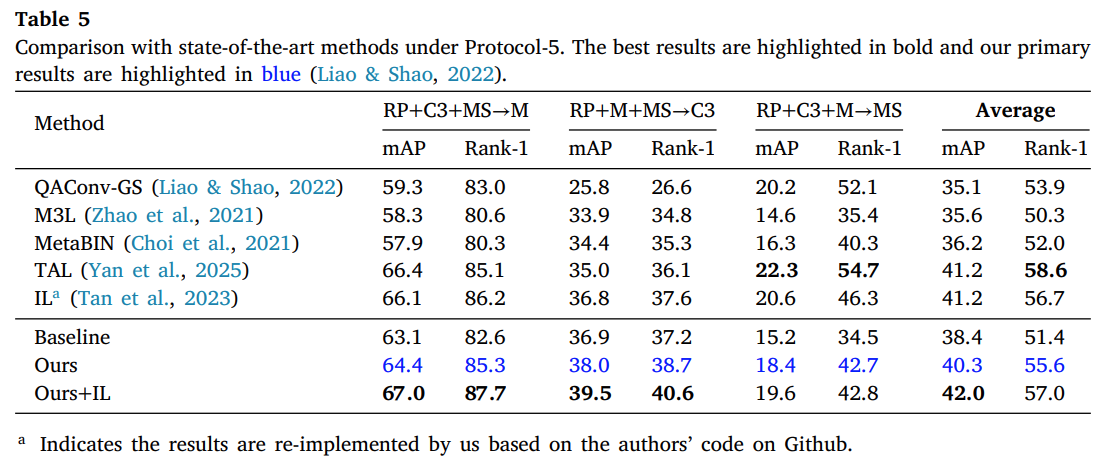 Table 5
Comparison with state-of-the-art methods under Protocol-5. The best results are highlighted in bold and our primary
results are highlighted in blue (Liao & Shao, 2022).
Method RP+C3+MS→M RP+M+MS→C3 RP+C3+M→MS Average
mAP Rank-1 mAP Rank-1 mAP Rank-1 mAP Rank-1
QAConv-GS (Liao & Shao, 2022) 59.3 83.0 25.8 26.6 20.2 52.1 35.1 53.9
M3L (Zhao et al., 2021) 58.3 80.6 33.9 34.8 14.6 35.4 35.6 50.3
MetaBIN (Choi et al., 2021) 57.9 80.3 34.4 35.3 16.3 40.3 36.2 52.0
TAL (Yan et al., 2025) 66.4 85.1 35.0 36.1 22.3 54.7 41.2 58.6
ILa (Tan et al., 2023) 66.1 86.2 36.8 37.6 20.6 46.3 41.2 56.7
Baseline 63.1 82.6 36.9 37.2 15.2 34.5 38.4 51.4
Ours 64.4 85.3 38.0 38.7 18.4 42.7 40.3 55.6
Ours+IL 67.0 87.7 39.5 40.6 19.6 42.8 42.0 57.0
a Indicates the results are re-implemented by us based on the authors' code on Github.